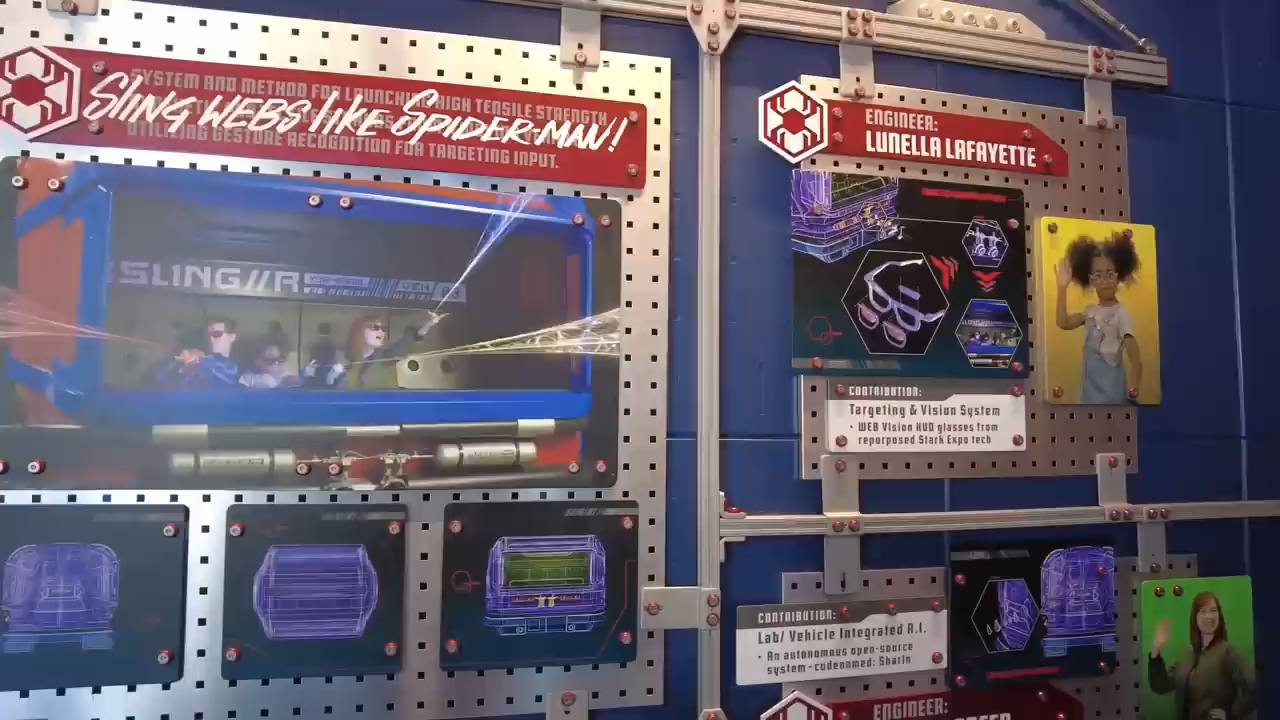 SYSTEM AND METHOD FOR LAUNCHING HIGH TENSILE STRENGTH
SLING WEBS LIKE SPIDER-MAN!
UTILIZING GESTURE RECOGNITION FOR TARGETING INPUT.
SLING//R
VEH
03
ENGINEER:
LUNELLA LAFAYETTE
CONTRIBUTION:
Targeting & Vision System
• WEB Vision HUD glasses from
repurposed Stark Expo tech
CONTRIBUTION:
Lab/ Vehicle Integrated A.I.
• An autonomous open-source
system - codenamed: Shatin
ENGINEER: